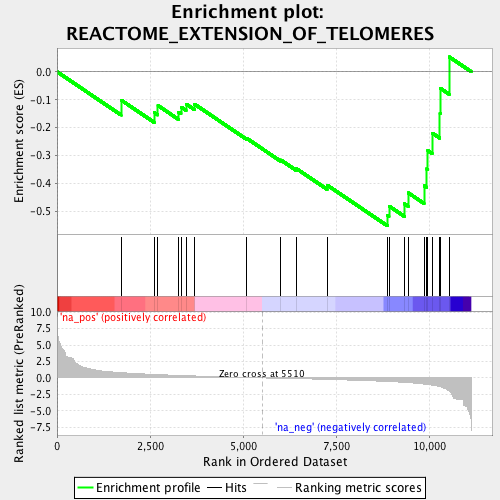 Enrichment plot:
REACTOME_EXTENSION_OF_TELOMERES
Enrichment score (ES)
0.0
-0.1
-0.2
-0.3
-0.4
-0.5
Ranked list metric (PreRanked)
10.0
7.5
5.0
2.5
0.0
-2.5
-5.0
-7.5
'na_pos' (positively correlated)
Zero cross at 5510
'na_neg' (negatively correlated)
0
2,500
5,000
7,500
10,000
Rank in Ordered Dataset
Enrichment profile
Hits
Ranking metric scores